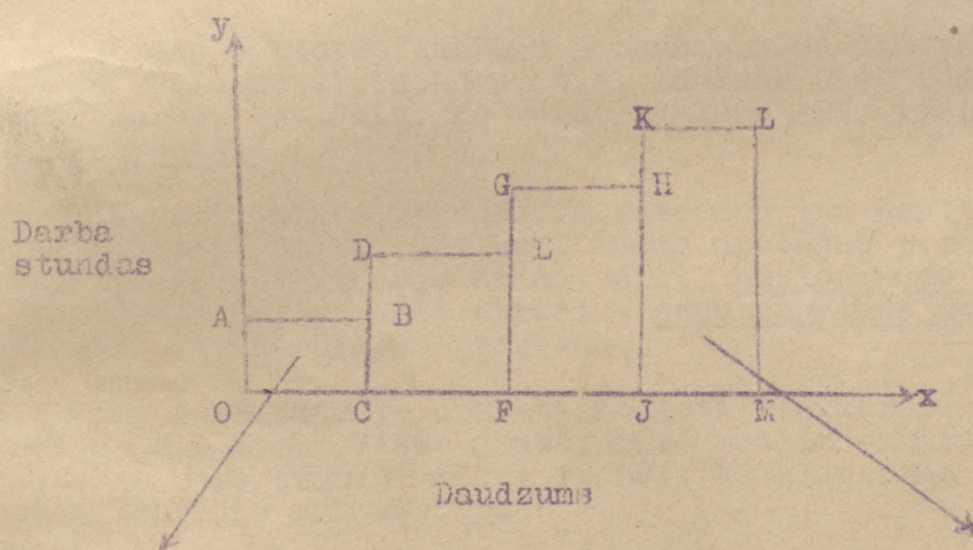 y
K L
G H
Darba
stundas
D E
A B
O C F J M x
Daudzums